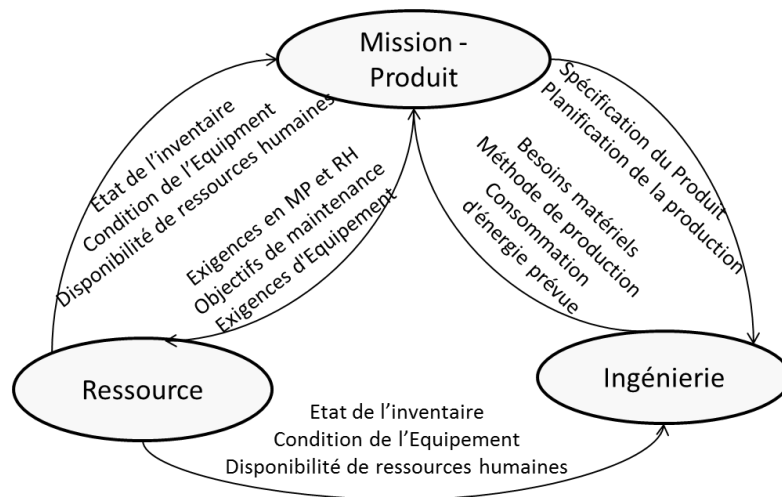 Mission -
Produit
Etat de l'inventaire
Condition de l'Equipment
Disponibilité de ressources humaines
Exigences en MP et RH
Objectifs de maintenance
Exigences d'Equipement
Besoins matériels
Méthode de production
Consommation
d'énergie prévue
Spécification du Produit
Planification de la production
Ressource
Ingénierie
Etat de l'inventaire
Condition de l'Equipement
Disponibilité de ressources humaines